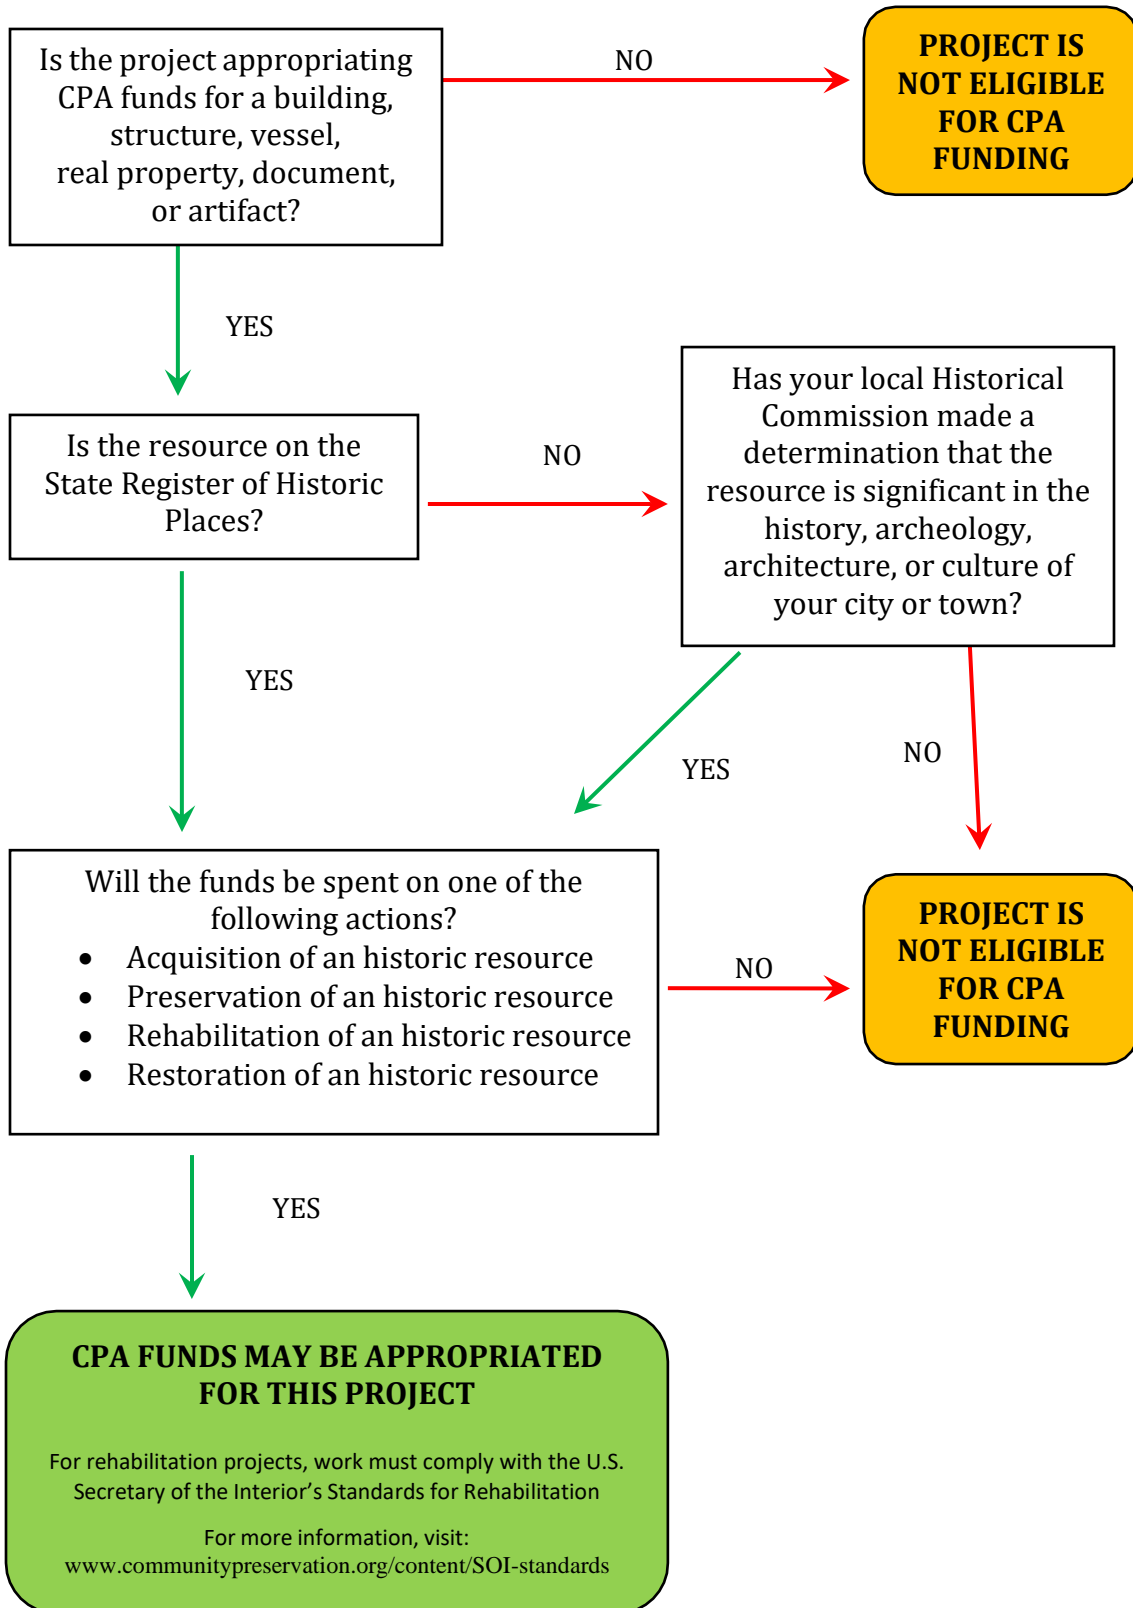 Is the project appropriating
CPA funds for a building,
structure, vessel,
real property, document,
or artifact?
NO
PROJECT IS
NOT ELIGIBLE
FOR CPA
FUNDING
YES
Is the resource on the
State Register of Historic
Places?
NO
Has your local Historical
Commission made a
determination that the
resource is significant in the
history, archeology,
architecture, or culture of
your city or town?
YES
YES
NO
Will the funds be spent on one of the
following actions?
• Acquisition of an historic resource
• Preservation of an historic resource
• Rehabilitation of an historic resource
• Restoration of an historic resource
NO
PROJECT IS
NOT ELIGIBLE
FOR CPA
FUNDING
YES
CPA FUNDS MAY BE APPROPRIATED
FOR THIS PROJECT
For rehabilitation projects, work must comply with the U.S.
Secretary of the Interior’s Standards for Rehabilitation
For more information, visit:
www.communitypreservation.org/content/SOI-standards